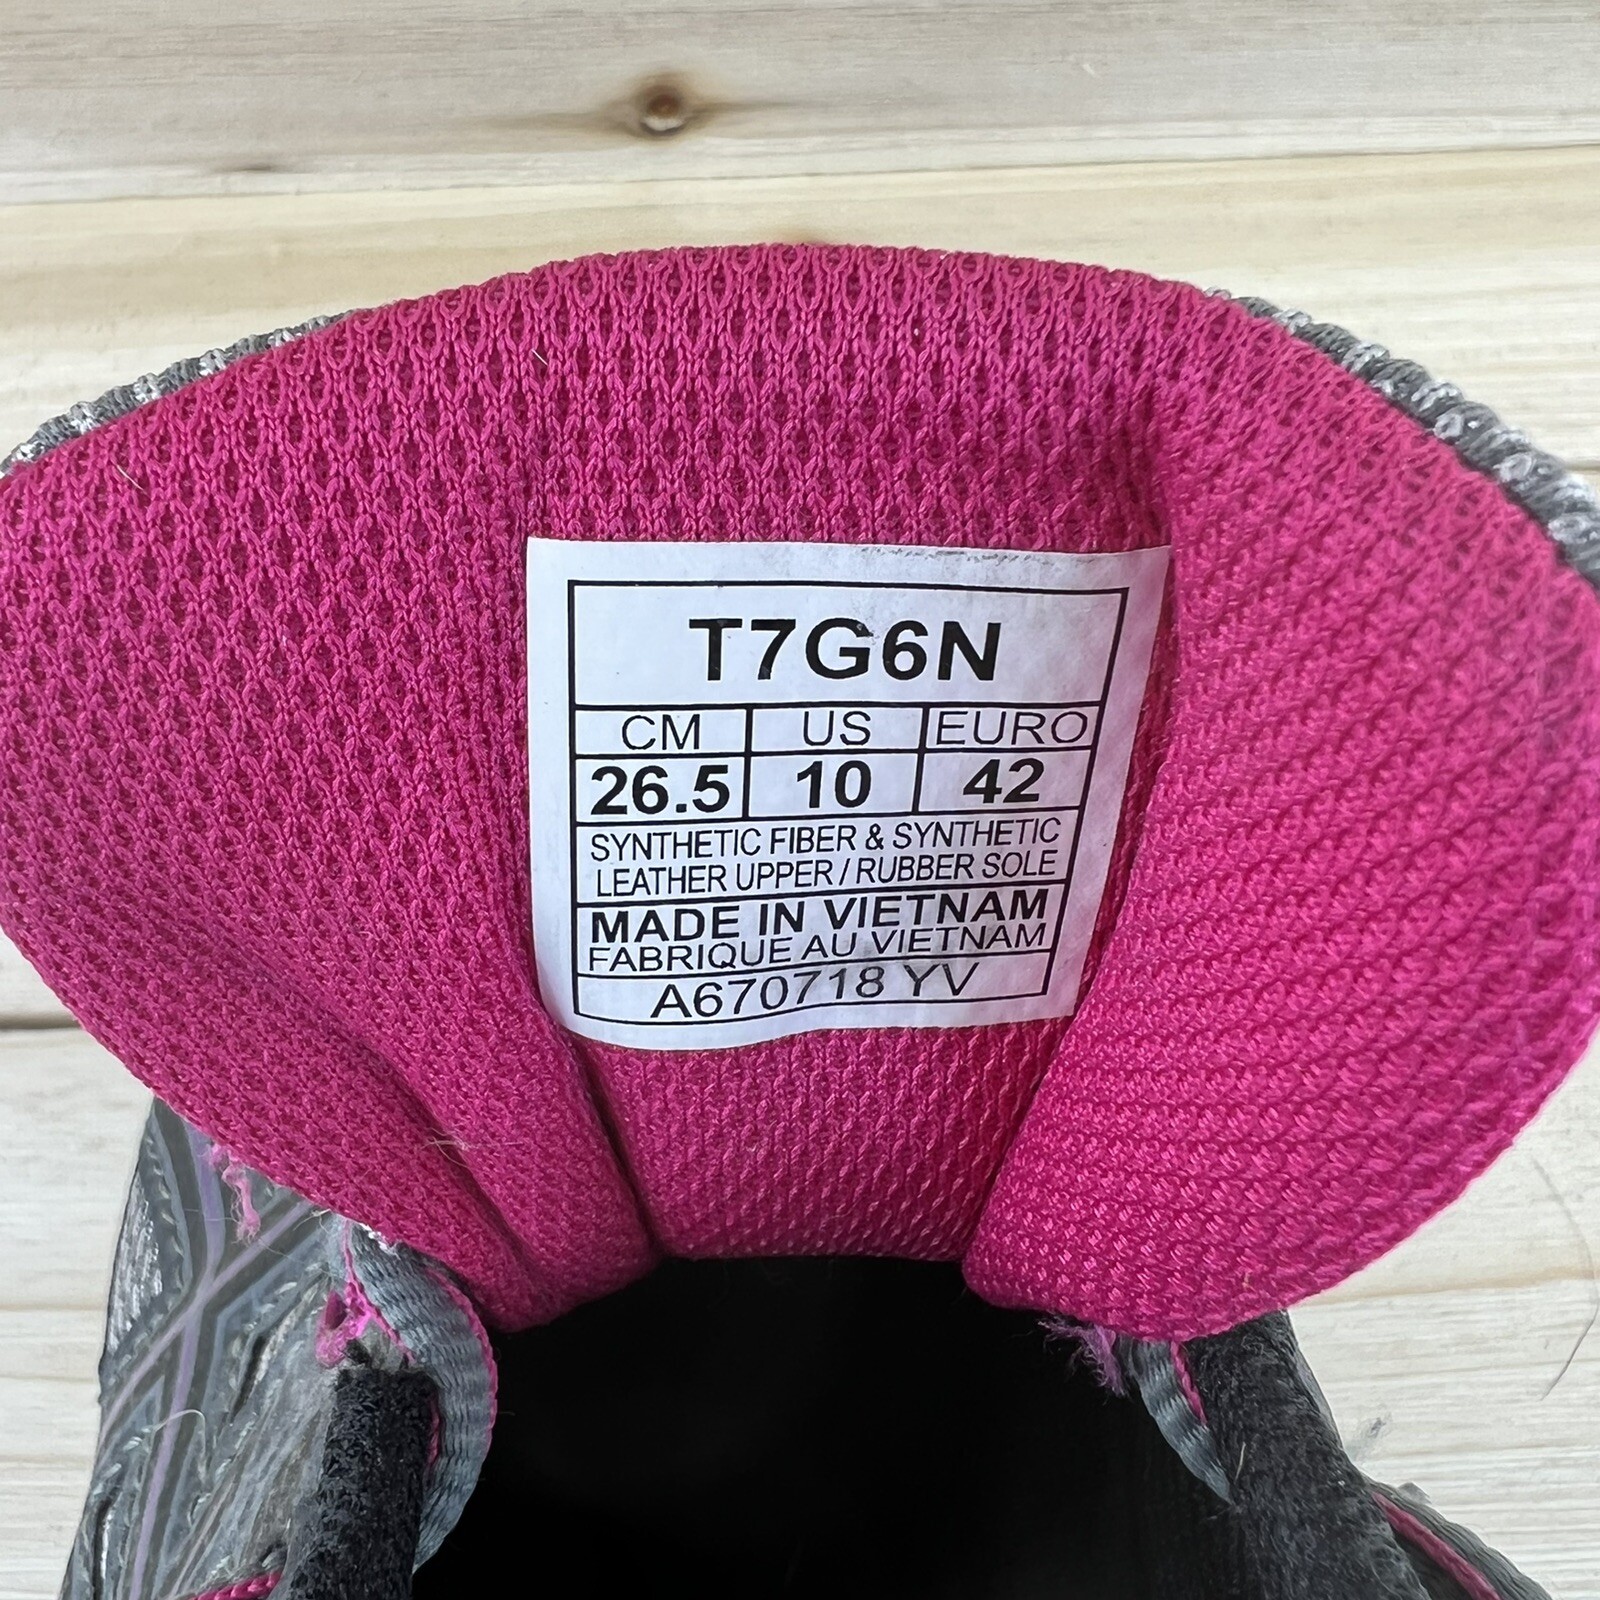 T7G6N
CM US EURO
26.5 10 42
SYNTHETIC FIBER & SYNTHETIC
LEATHER UPPER / RUBBER SOLE
MADE IN VIETNAM
FABRIQUE AU VIETNAM
A670718 YV